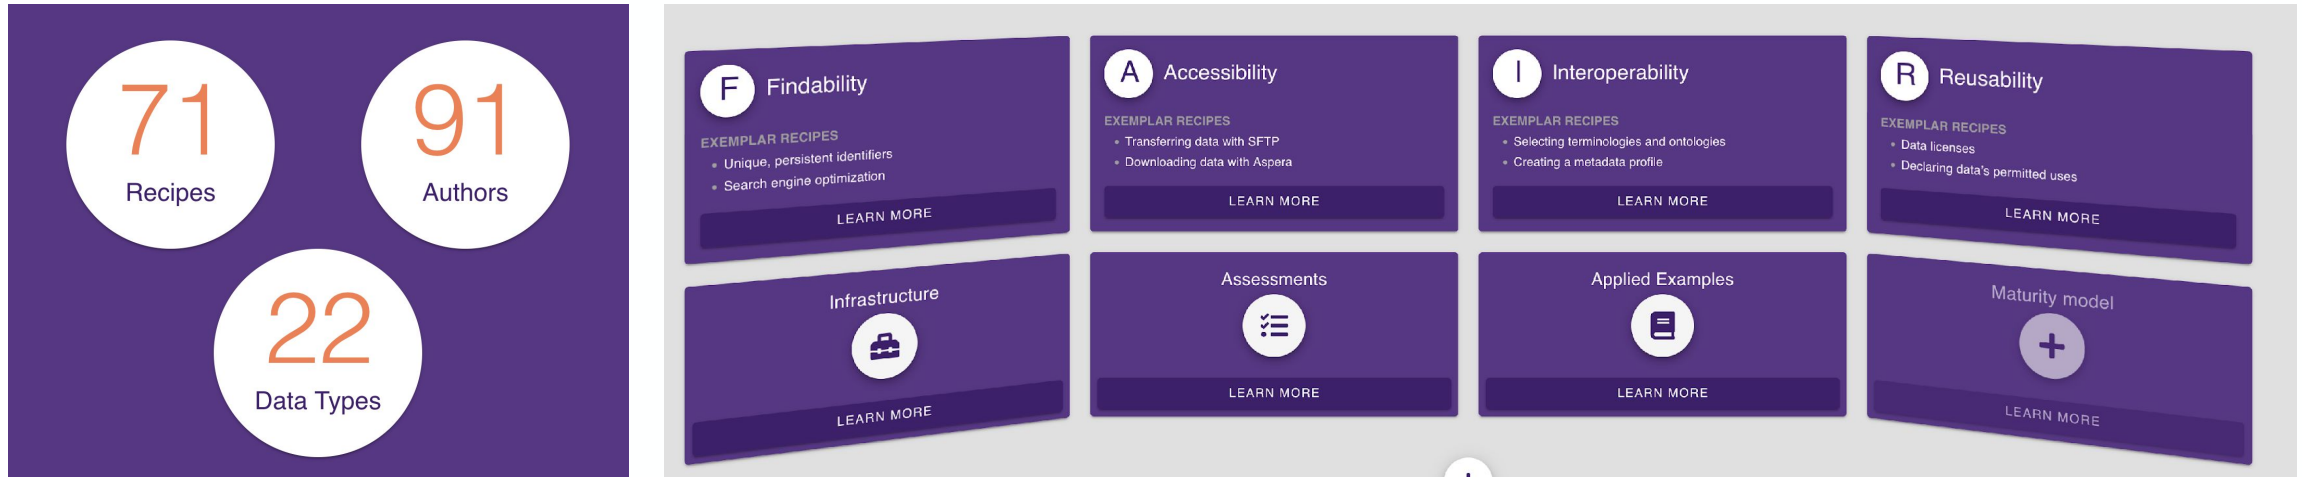 71
Recipes
91
Authors
22
Data Types
F Findability
EXEMPLAR RECIPES
• Unique, persistent identifiers
• Search engine optimization
LEARN MORE
A Accessibility
EXEMPLAR RECIPES
• Transferring data with SFTP
• Downloading data with Aspera
LEARN MORE
I Interoperability
EXEMPLAR RECIPES
• Selecting terminologies and ontologies
• Creating a metadata profile
LEARN MORE
R Reusability
EXEMPLAR RECIPES
• Data licenses
• Declaring data's permitted uses
LEARN MORE
Infrastructure
LEARN MORE
Assessments
LEARN MORE
Applied Examples
LEARN MORE
Maturity model
LEARN MORE